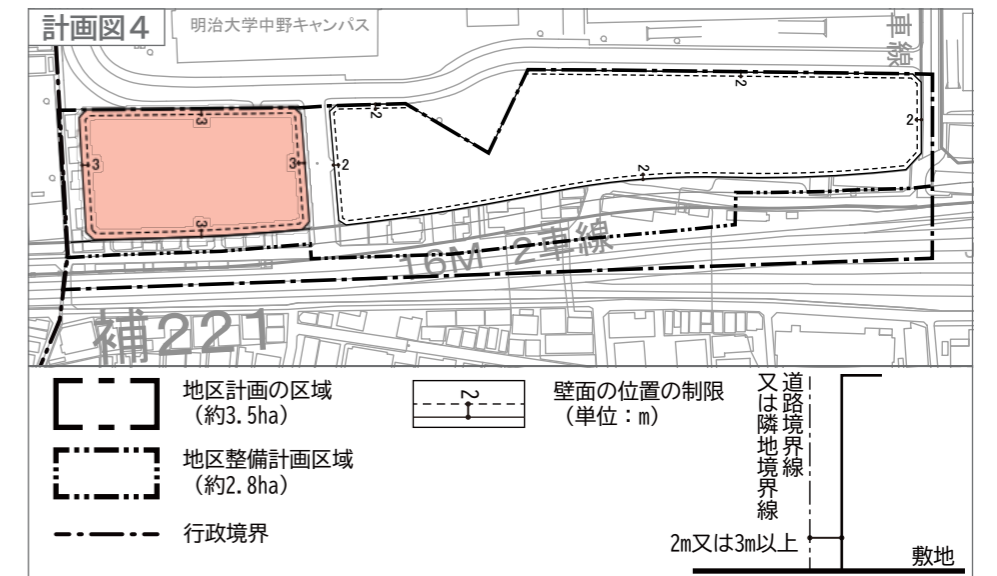 計画図4
明治大学中野キャンパス
車線
3
3
3
3
2
2
2
2
2
16M 2車線
補221
地区計画の区域
(約3.5ha)
地区整備計画区域
(約2.8ha)
行政境界
2
壁面の位置の制限
(単位:m)
道路境界線
又は隣地境界線
2m又は3m以上
敷地